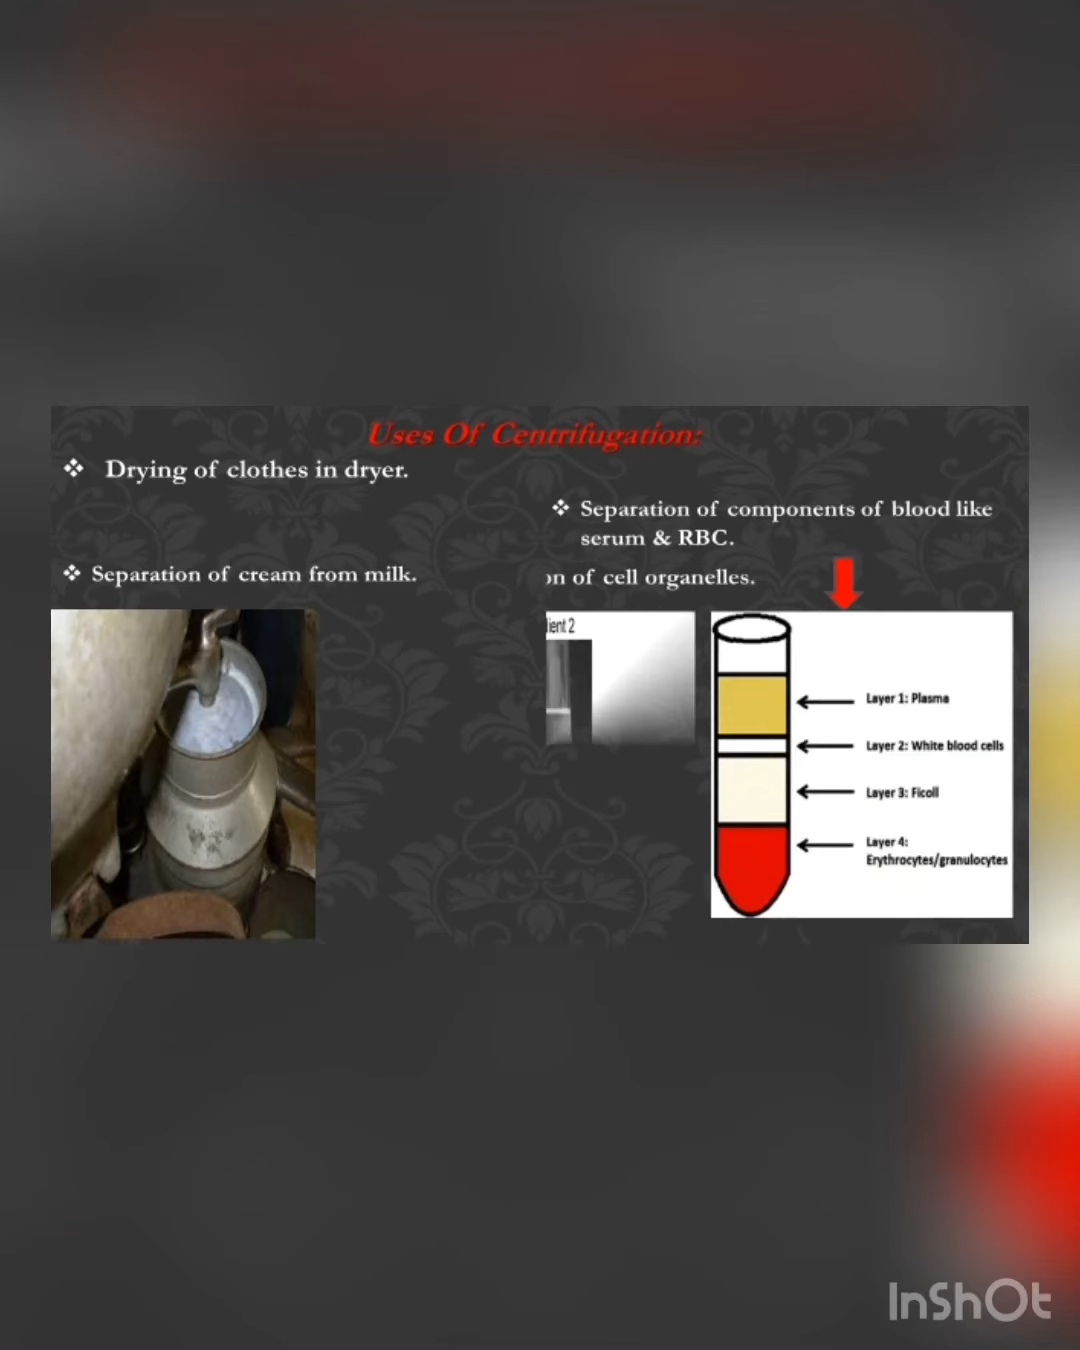 Uses Of Centrifugation:
❖ Drying of clothes in dryer.
❖ Separation of components of blood like
serum & RBC.
❖ Separation of cream from milk.
of cell organelles.
2
Layer 1: Plasma
Layer 2: White blood cells
Layer 3: Ficoll
Layer 4:
Erythrocytes/granulocytes
InShOt